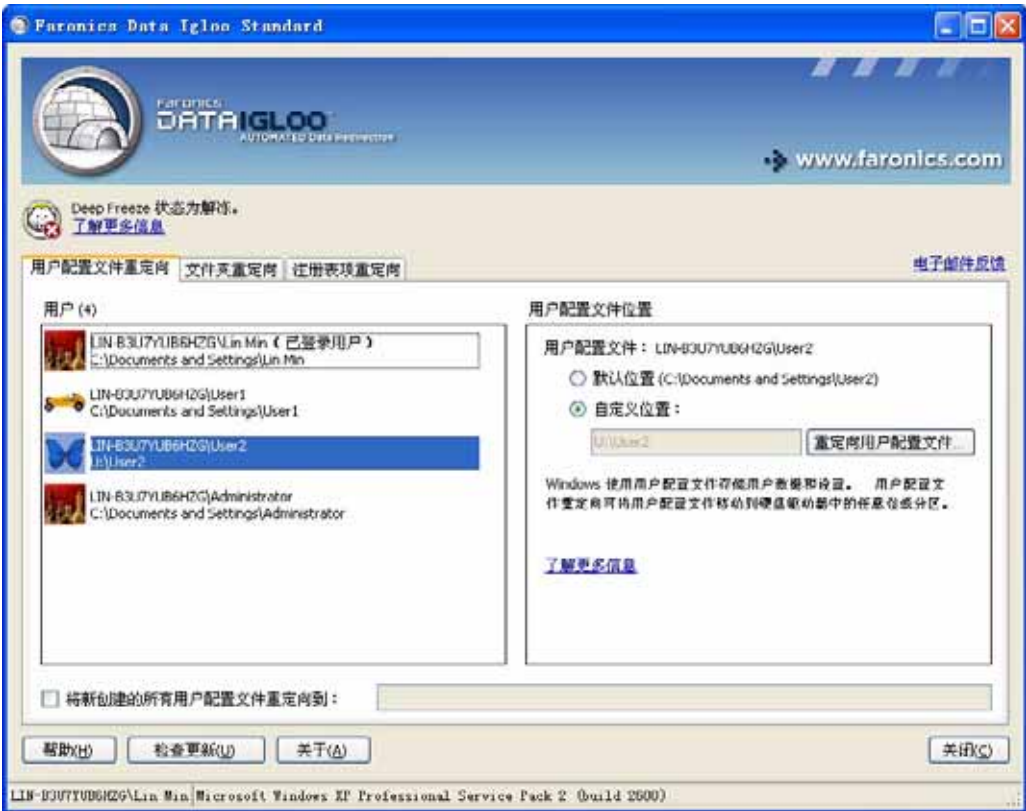 Faronics Data Igloo Standard
Faronics
DATAIGLOO
AUTOMATED Data Redirection
www.faronics.com
Deep Freeze 状态为解冻。
了解更多信息
用户配置文件重定向 文件夹重定向 注册表项重定向
电子邮件反馈
用户 (4)
LIN-B3U7YUB6HZG\Lin Min ( 已登录用户 )
C:\Documents and Settings\Lin Min
LIN-B3U7YUB6HZG\User1
C:\Documents and Settings\User1
LIN-B3U7YUB6HZG\User2
U:\User2
LIN-B3U7YUB6HZG\Administrator
C:\Documents and Settings\Administrator
用户配置文件位置
用户配置文件： LIN-B3U7YUB6HZG\User2
默认位置 (C:\Documents and Settings\User2)
自定义位置：
U:\User2
重定向用户配置文件...
Windows 使用用户配置文件存储用户数据和设置。 用户配置文
件重定向可将用户配置文件移动到硬盘驱动器中的任意卷或分区。
了解更多信息
将新创建的所有用户配置文件重定向到：
帮助(H) 检查更新(U) 关于(A) 关闭(C)
LIN-B3U7YUB6HZG\Lin Min Microsoft Windows XP Professional Service Pack 2 (build 2600)